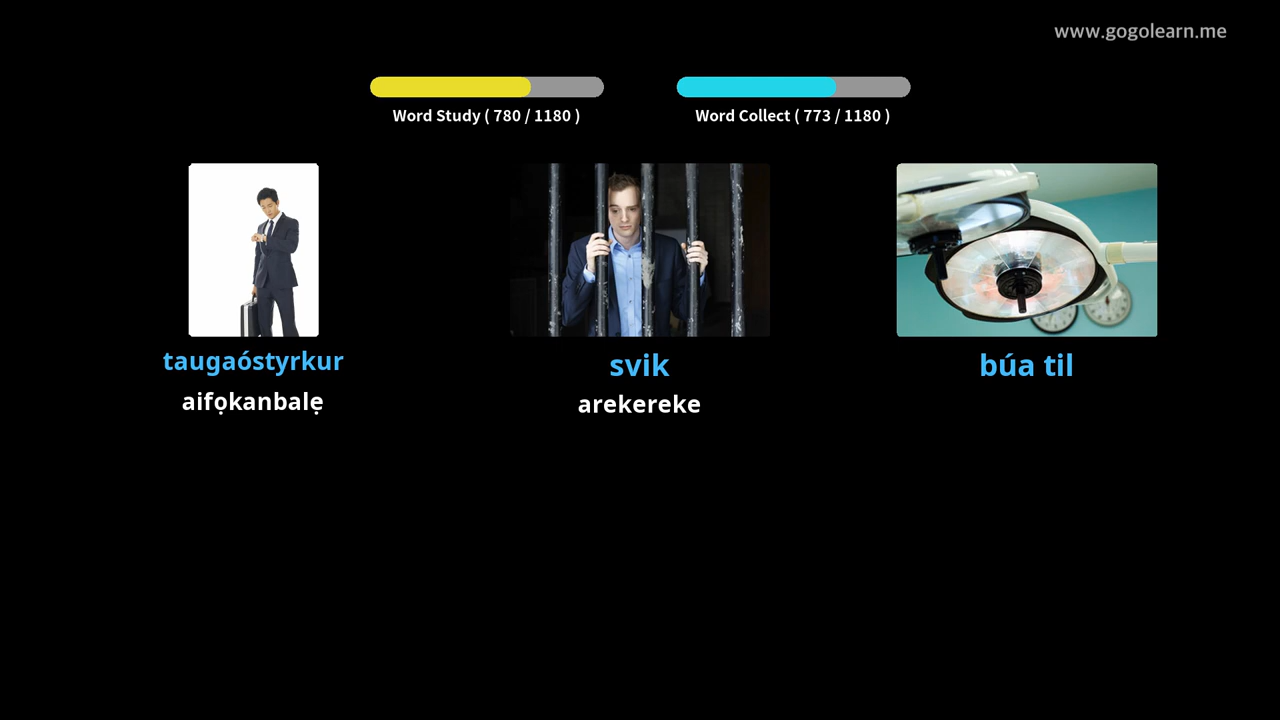 www.gogolearn.me
Word Study ( 780 / 1180 )
Word Collect ( 773 / 1180 )
taugaóstyrkur
svik
búa til
aifọkanbalẹ
arekereke